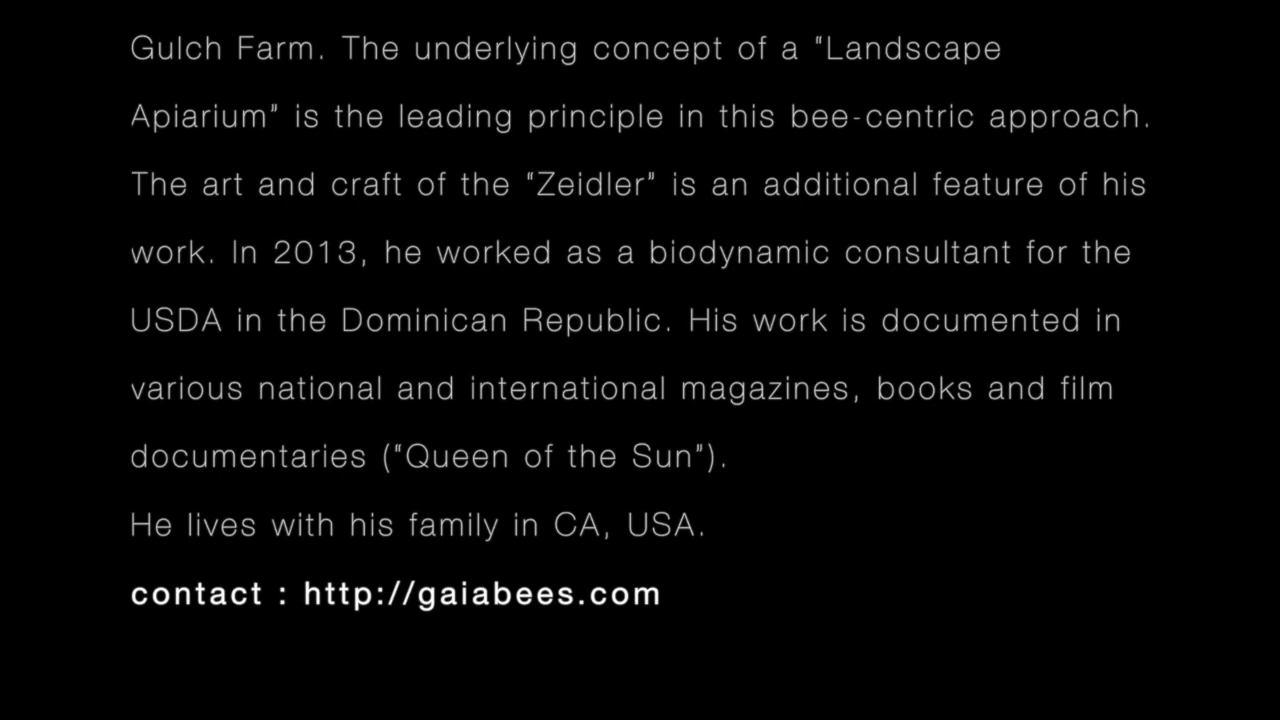 Gulch Farm. The underlying concept of a "Landscape
Apiarium" is the leading principle in this bee-centric approach.
The art and craft of the "Zeidler" is an additional feature of his
work. In 2013, he worked as a biodynamic consultant for the
USDA in the Dominican Republic. His work is documented in
various national and international magazines, books and film
documentaries ("Queen of the Sun").
He lives with his family in CA, USA.
contact : http://gaiabees.com